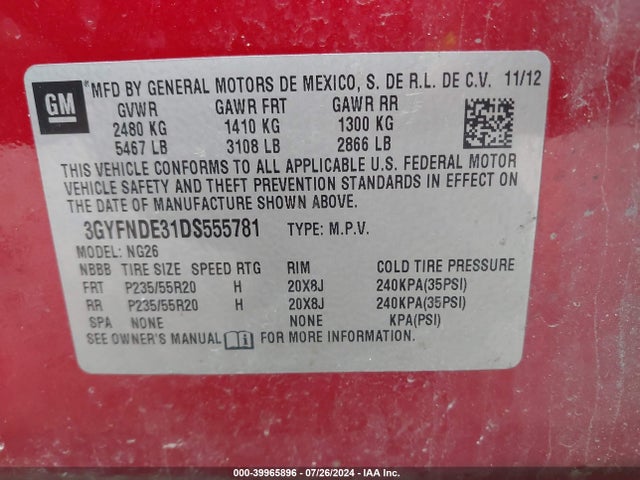 GM
MFD BY GENERAL MOTORS DE MEXICO, S. DE R.L. DE C.V. 11/12
GVWR GAWR FRT GAWR RR
2480 KG 1410 KG 1300 KG
5467 LB 3108 LB 2866 LB
THIS VEHICLE CONFORMS TO ALL APPLICABLE U.S. FEDERAL MOTOR
VEHICLE SAFETY AND THEFT PREVENTION STANDARDS IN EFFECT ON
THE DATE OF MANUFACTURE SHOWN ABOVE.
3GYFNDE31DS555781 TYPE: M.P.V.
MODEL: NG26
NBBB TIRE SIZE SPEED RTG RIM COLD TIRE PRESSURE
FRT P235/55R20 H 20X8J 240KPA(35PSI)
RR P235/55R20 H 20X8J 240KPA(35PSI)
SPA NONE NONE KPA(PSI)
SEE OWNER'S MANUAL FOR MORE INFORMATION.
000-39965896 - 07/26/2024 - IAA Inc.